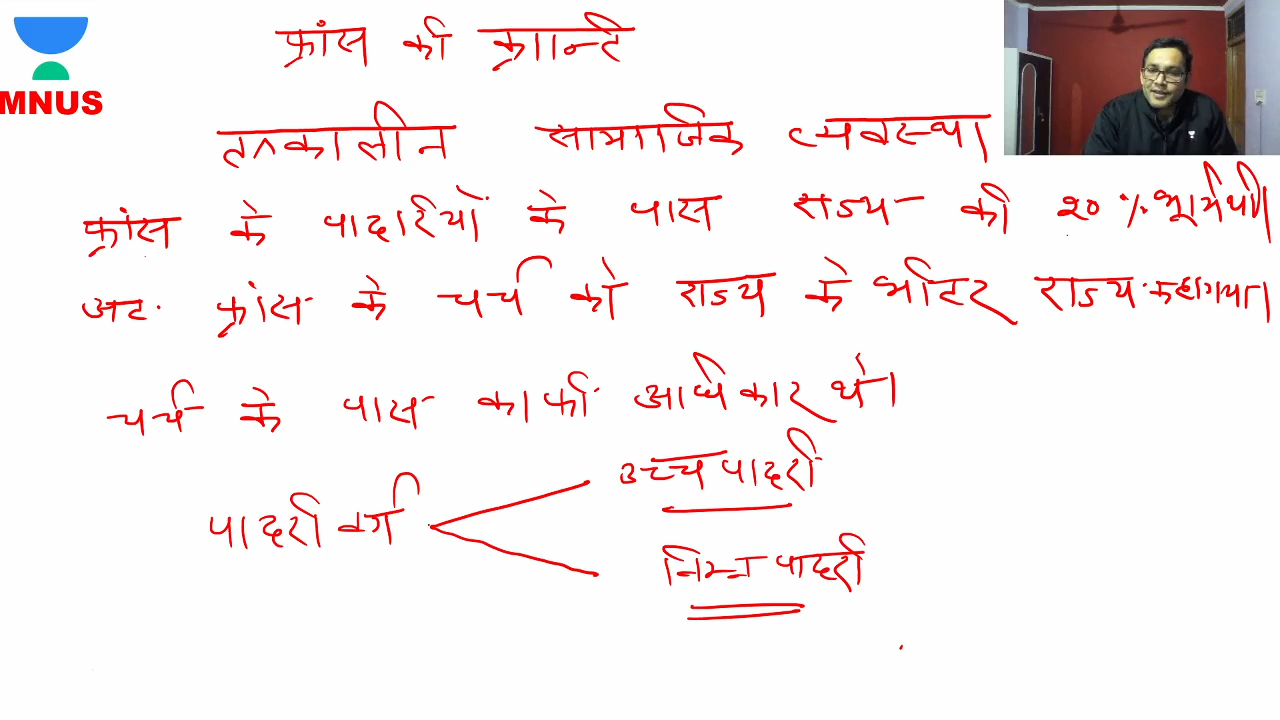 MNUS
फ्रांस की क्रान्ति
तत्कालीन सामाजिक व्यवस्था
फ्रांस के पादरियों के पास राज्य की 20 % भूमि थी।
अतः फ्रांस के चर्च को राज्य के भीतर राज्य कहा गया।
चर्च के पास काफी अधिकार थे।
उच्च पादरी
पादरी वर्ग
निम्न पादरी